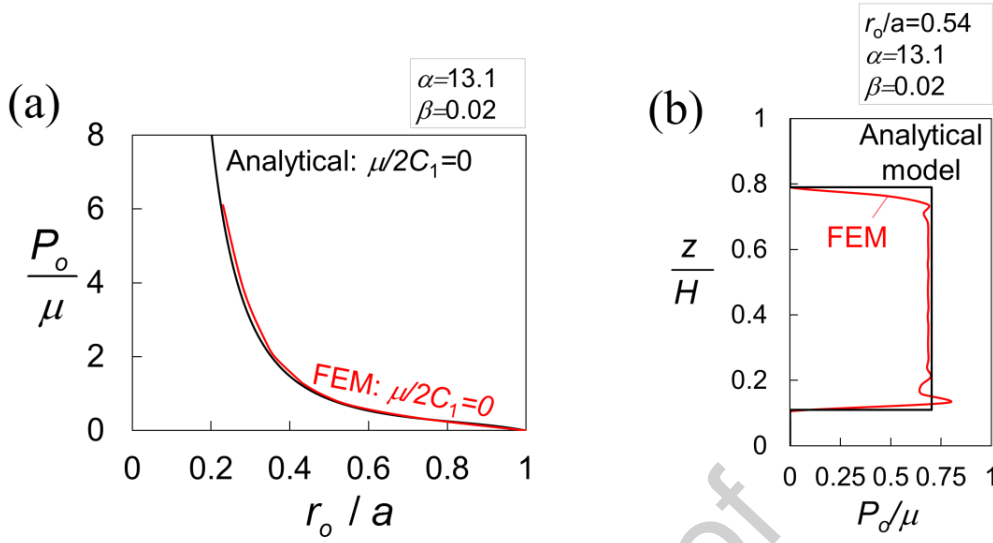 (a)
α=13.1
β=0.02
Analytical: μ/2C₁=0
FEM: μ/2C₁=0
8
6
4
2
0
Pₒ
μ
0 0.2 0.4 0.6 0.8 1
rₒ / a
(b)
rₒ/a=0.54
α=13.1
β=0.02
Analytical
model
FEM
1
0.8
0.6
0.4
0.2
0
z
H
0 0.25 0.5 0.75 1
Pₒ/μ
of